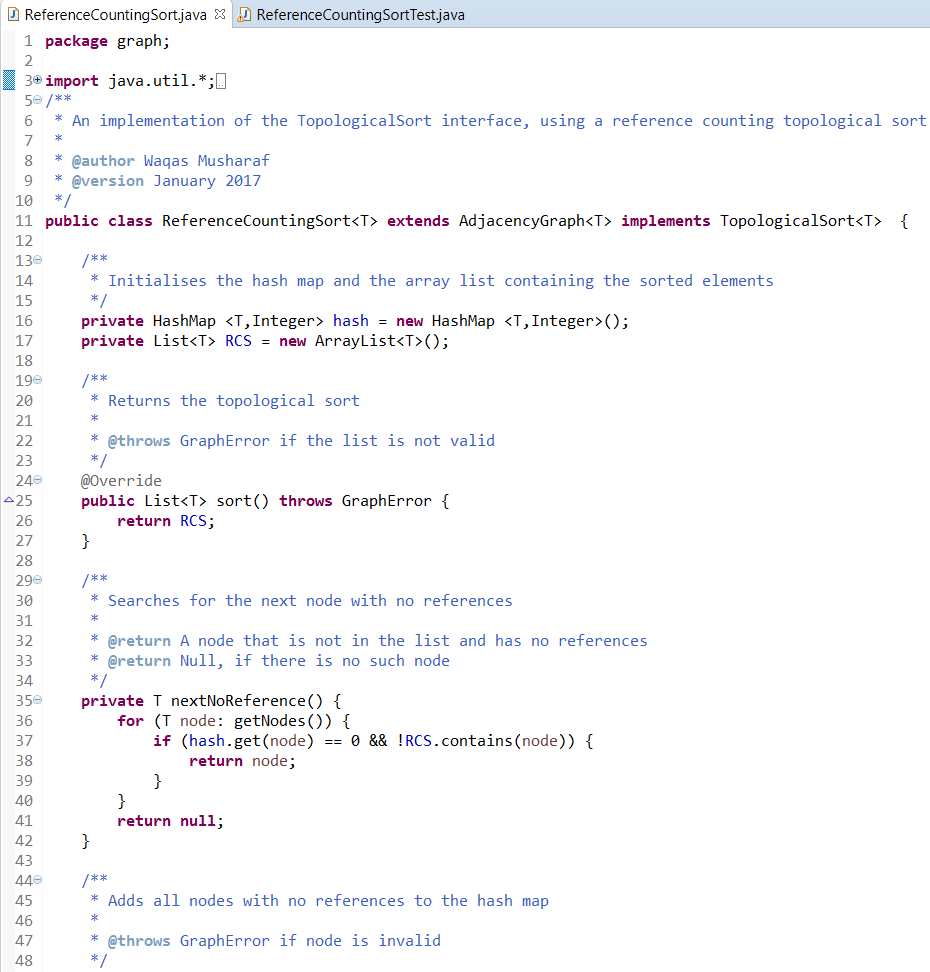 ReferenceCountingSort.java ReferenceCountingSortTest.java
1 package graph;
2
3 import java.util.*;
5 /**
6  * An implementation of the TopologicalSort interface, using a reference counting topological sort
7  *
8  * @author Waqas Musharaf
9  * @version January 2017
10  */
11 public class ReferenceCountingSort<T> extends AdjacencyGraph<T> implements TopologicalSort<T>  {
12
13     /**
14      * Initialises the hash map and the array list containing the sorted elements
15      */
16     private HashMap <T,Integer> hash = new HashMap <T,Integer>();
17     private List<T> RCS = new ArrayList<T>();
18
19     /**
20      * Returns the topological sort
21      *
22      * @throws GraphError if the list is not valid
23      */
24     @Override
25     public List<T> sort() throws GraphError {
26         return RCS;
27     }
28
29     /**
30      * Searches for the next node with no references
31      *
32      * @return A node that is not in the list and has no references
33      * @return Null, if there is no such node
34      */
35     private T nextNoReference() {
36         for (T node: getNodes()) {
37             if (hash.get(node) == 0 && !RCS.contains(node)) {
38                 return node;
39             }
40         }
41         return null;
42     }
43
44     /**
45      * Adds all nodes with no references to the hash map
46      *
47      * @throws GraphError if node is invalid
48      */